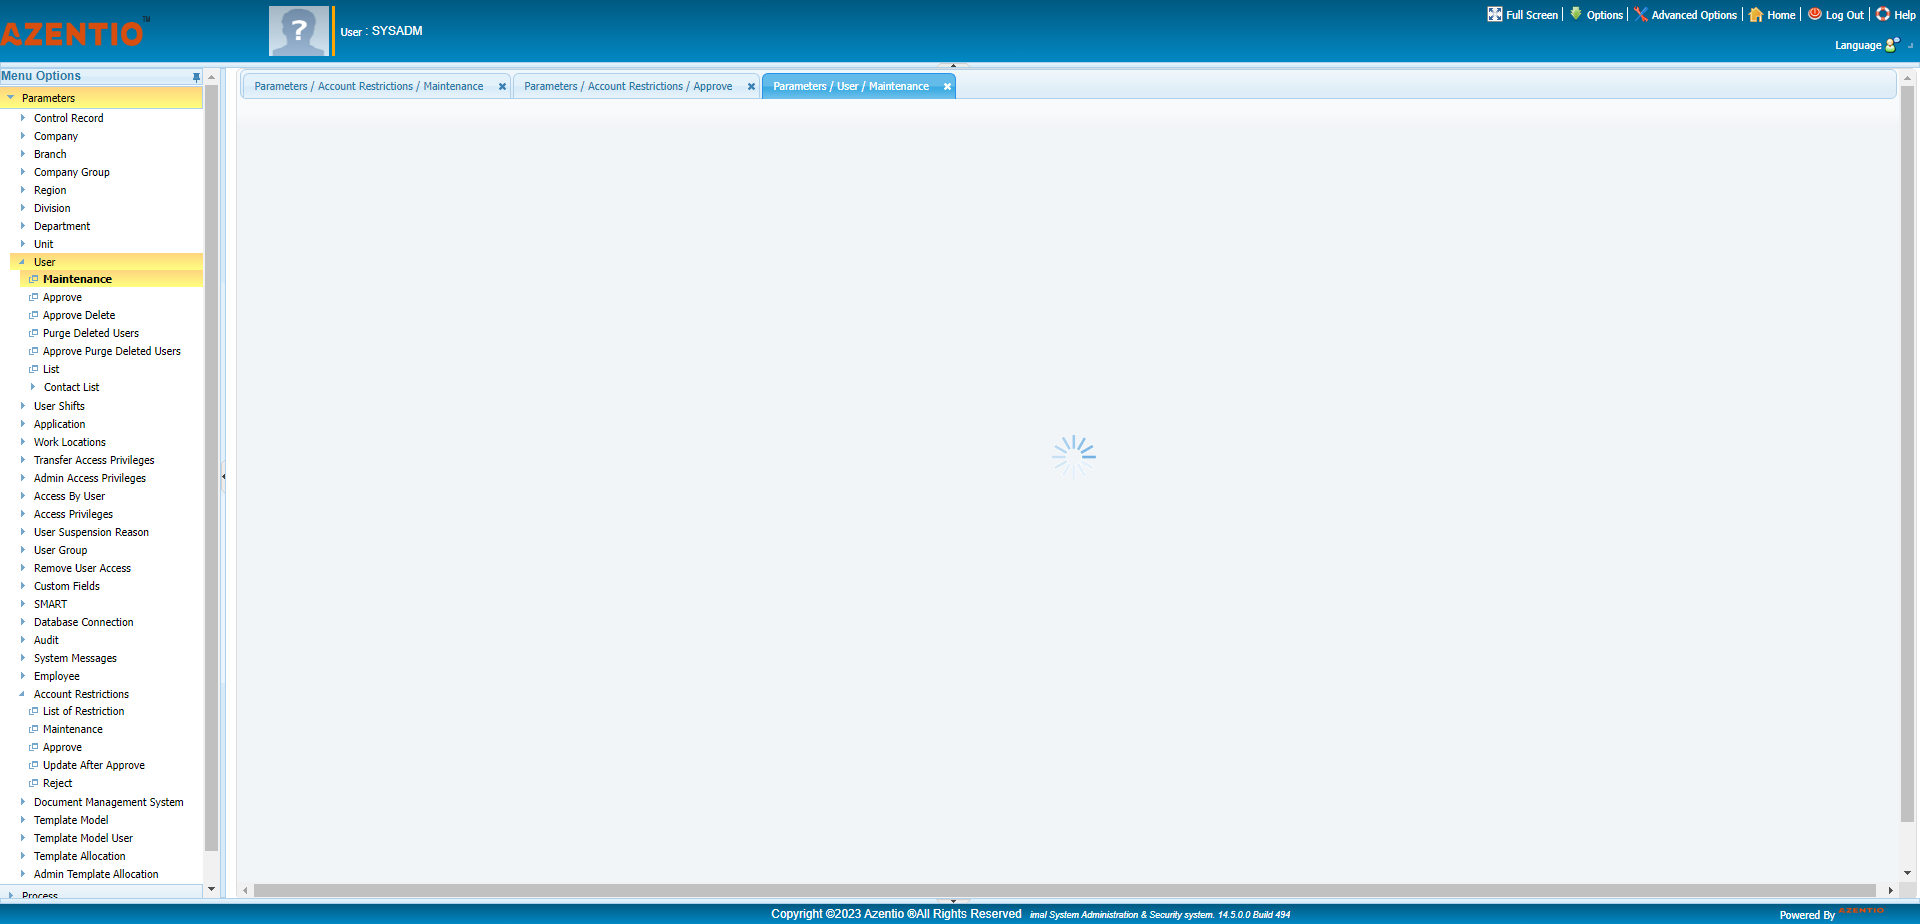 AZENTIO™
User : SYSADM
Full Screen
Options
Advanced Options
Home
Log Out
Help
Language
Menu Options
Parameters / Account Restrictions / Maintenance
Parameters / Account Restrictions / Approve
Parameters / User / Maintenance
Parameters
Control Record
Company
Branch
Company Group
Region
Division
Department
Unit
User
Maintenance
Approve
Approve Delete
Purge Deleted Users
Approve Purge Deleted Users
List
Contact List
User Shifts
Application
Work Locations
Transfer Access Privileges
Admin Access Privileges
Access By User
Access Privileges
User Suspension Reason
User Group
Remove User Access
Custom Fields
SMART
Database Connection
Audit
System Messages
Employee
Account Restrictions
List of Restriction
Maintenance
Approve
Update After Approve
Reject
Document Management System
Template Model
Template Model User
Template Allocation
Admin Template Allocation
Process
Copyright ©2023 Azentio ®All Rights Reserved imal System Administration & Security system. 14.5.0.0 Build 494
Powered By AZENTIO